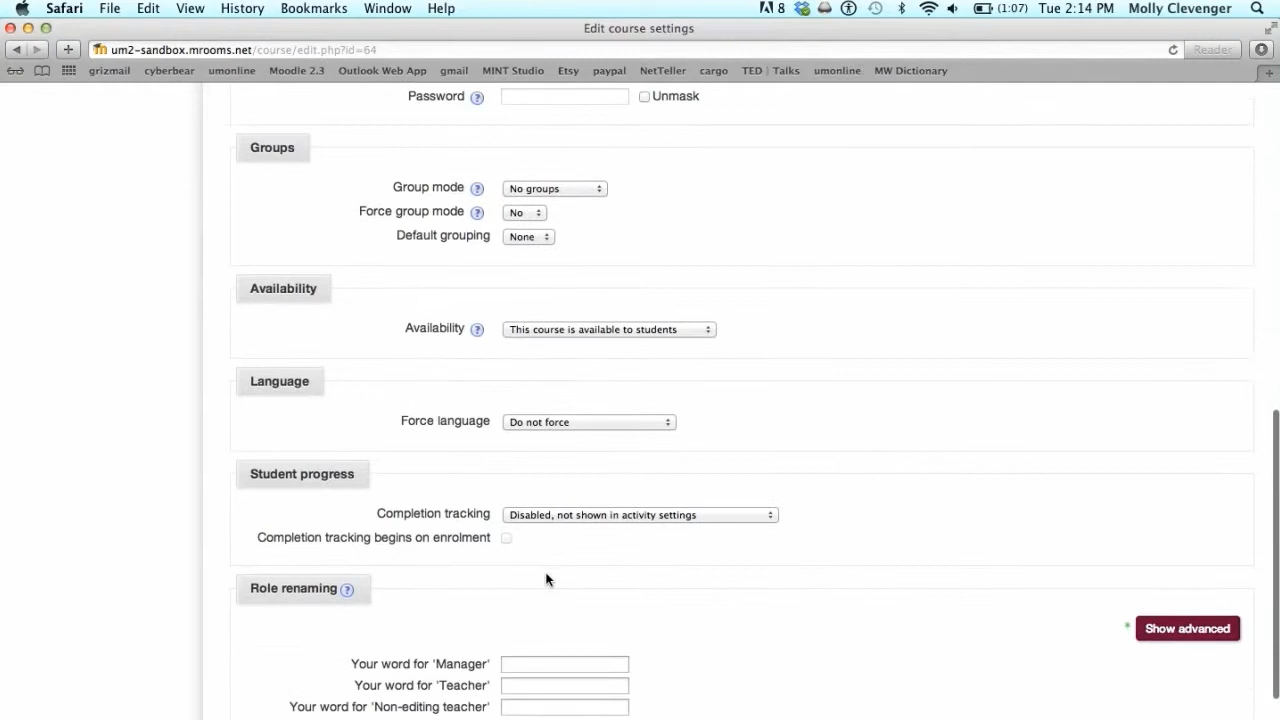 Safari File Edit View History Bookmarks Window Help 8 (1:07) Tue 2:14 PM Molly Clevenger
Edit course settings
um2-sandbox.mrooms.net/course/edit.php?id=64 Reader
grizmail cyberbear umonline Moodle 2.3 Outlook Web App gmail MINT Studio Etsy paypal NetTeller cargo TED | Talks umonline MW Dictionary
Password ? Unmask
Groups
Group mode ? No groups
Force group mode ? No
Default grouping None
Availability
Availability ? This course is available to students
Language
Force language Do not force
Student progress
Completion tracking Disabled, not shown in activity settings
Completion tracking begins on enrolment
Role renaming ?
* Show advanced
Your word for 'Manager'
Your word for 'Teacher'
Your word for 'Non-editing teacher'